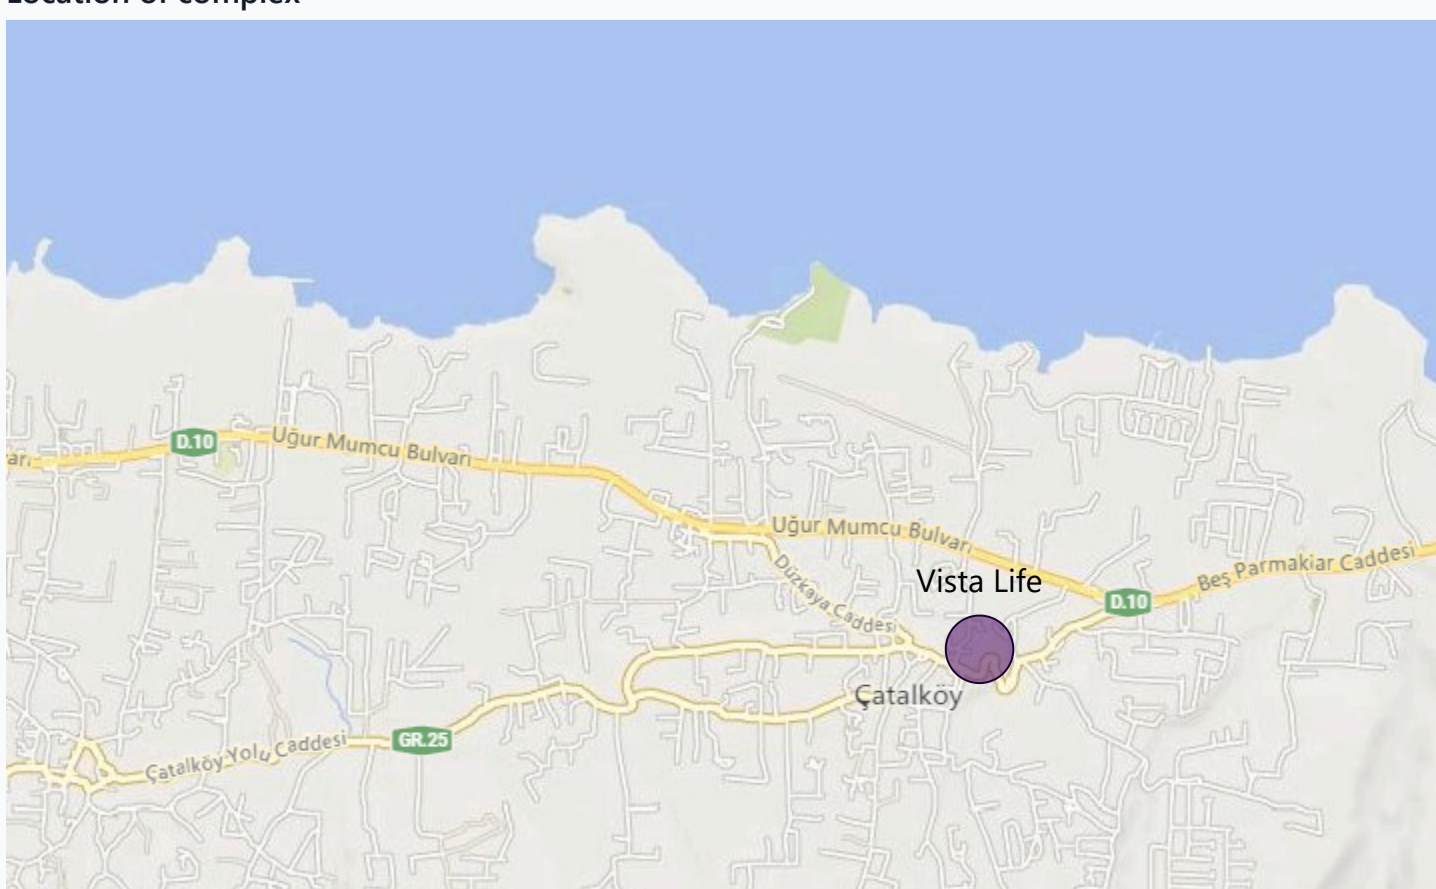 Location of complex
D.10
Uğur Mumcu Bulvarı
arı
Uğur Mumcu Bulvarı
Beş Parmakiar Caddesi
Düzkaya Caddesi
Vista Life
D.10
Çatalköy
GR.25
Çatalköy Yolu Caddesi